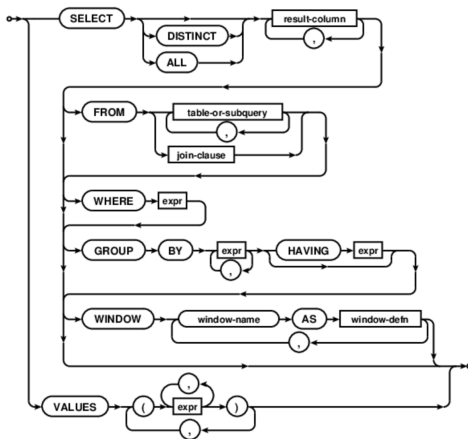 SELECT result-column
DISTINCT ,
ALL
FROM table-or-subquery
,
join-clause
WHERE expr
GROUP BY expr HAVING expr
,
WINDOW window-name AS window-defn
,
,
VALUES ( expr )
,